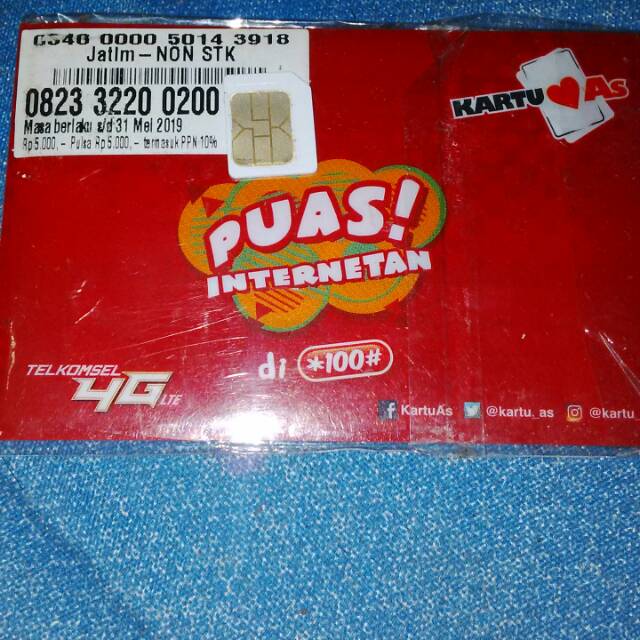 0346 0000 5014 3918
JatIm – NON STK
0823 3220 0200
Masa berlaku s/d 31 Mei 2019
Rp 5.000,- Pulsa Rp 5.000,- termasuk PPN 10%
KARTU As
PUAS!
INTERNETAN
di *100#
TELKOMSEL
4G LTE
KartuAs @kartu_as @kartu_